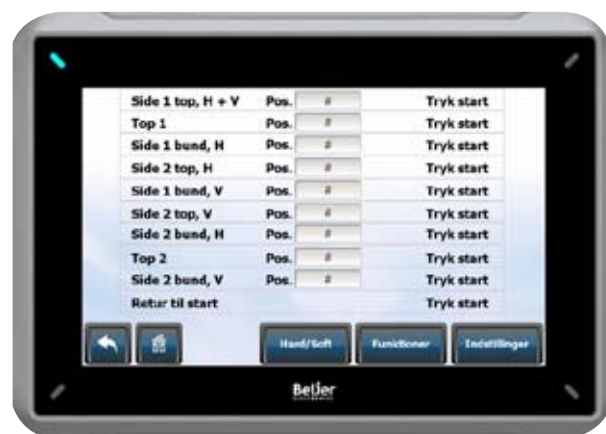 Side 1 top, H + V Pos. # Tryk start
Top 1 Pos. # Tryk start
Side 1 bund, H Pos. # Tryk start
Side 2 top, H Pos. # Tryk start
Side 1 bund, V Pos. # Tryk start
Side 2 top, V Pos. # Tryk start
Side 2 bund, H Pos. # Tryk start
Top 2 Pos. # Tryk start
Side 2 bund, V Pos. # Tryk start
Retur til start Tryk start
Hard/Soft Funktioner Indstillinger
Beijer
ELECTRONICS